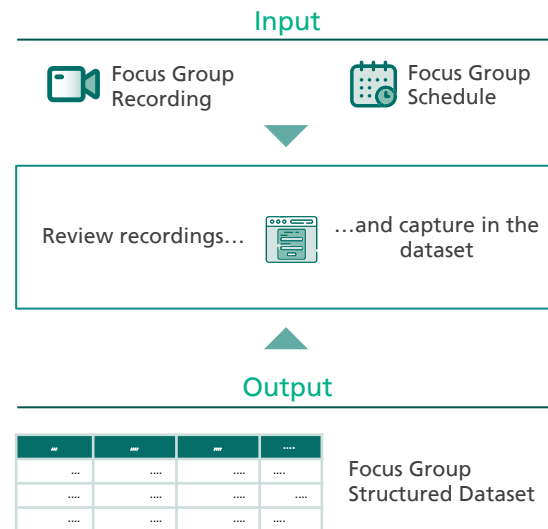 Input
Focus Group
Recording
Focus Group
Schedule
Review recordings…
…and capture in the
dataset
Output
Focus Group
Structured Dataset